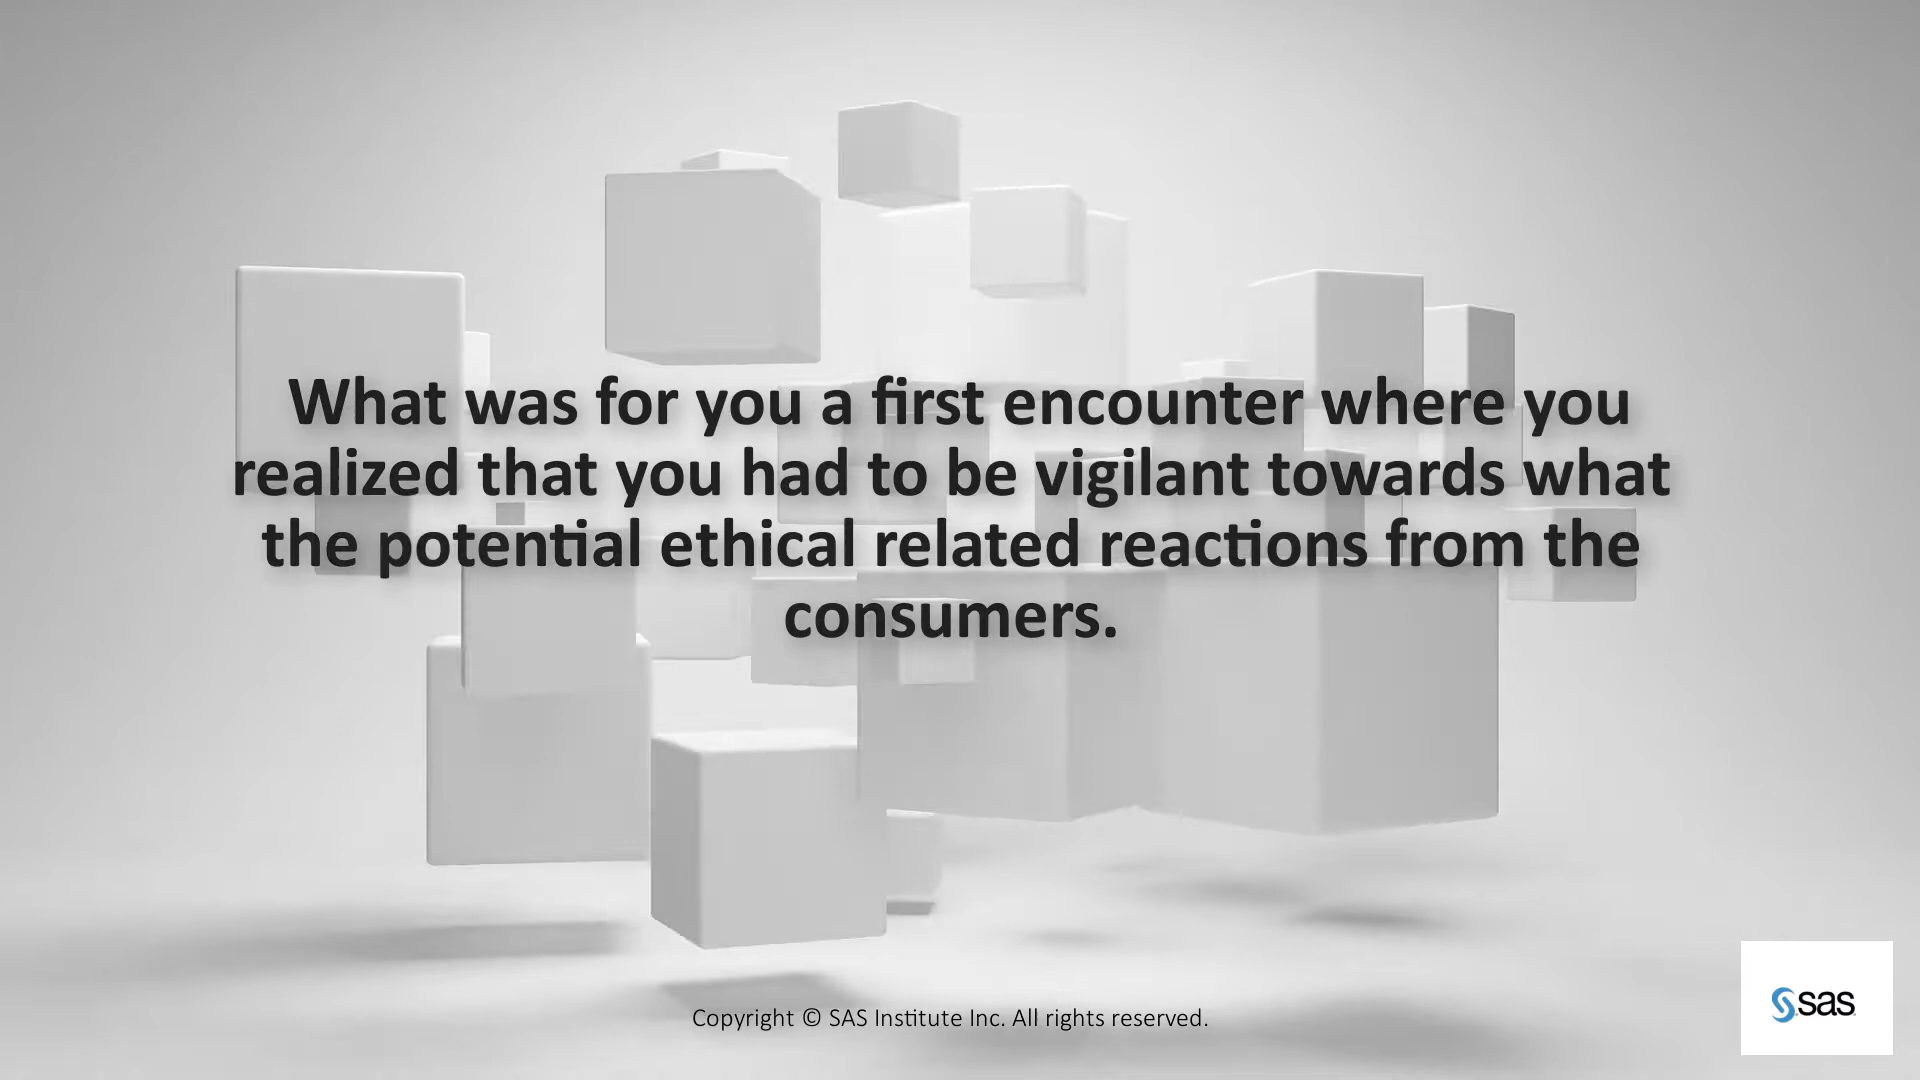 What was for you a first encounter where you
realized that you had to be vigilant towards what
the potential ethical related reactions from the
consumers.
Copyright © SAS Institute Inc. All rights reserved.
sas